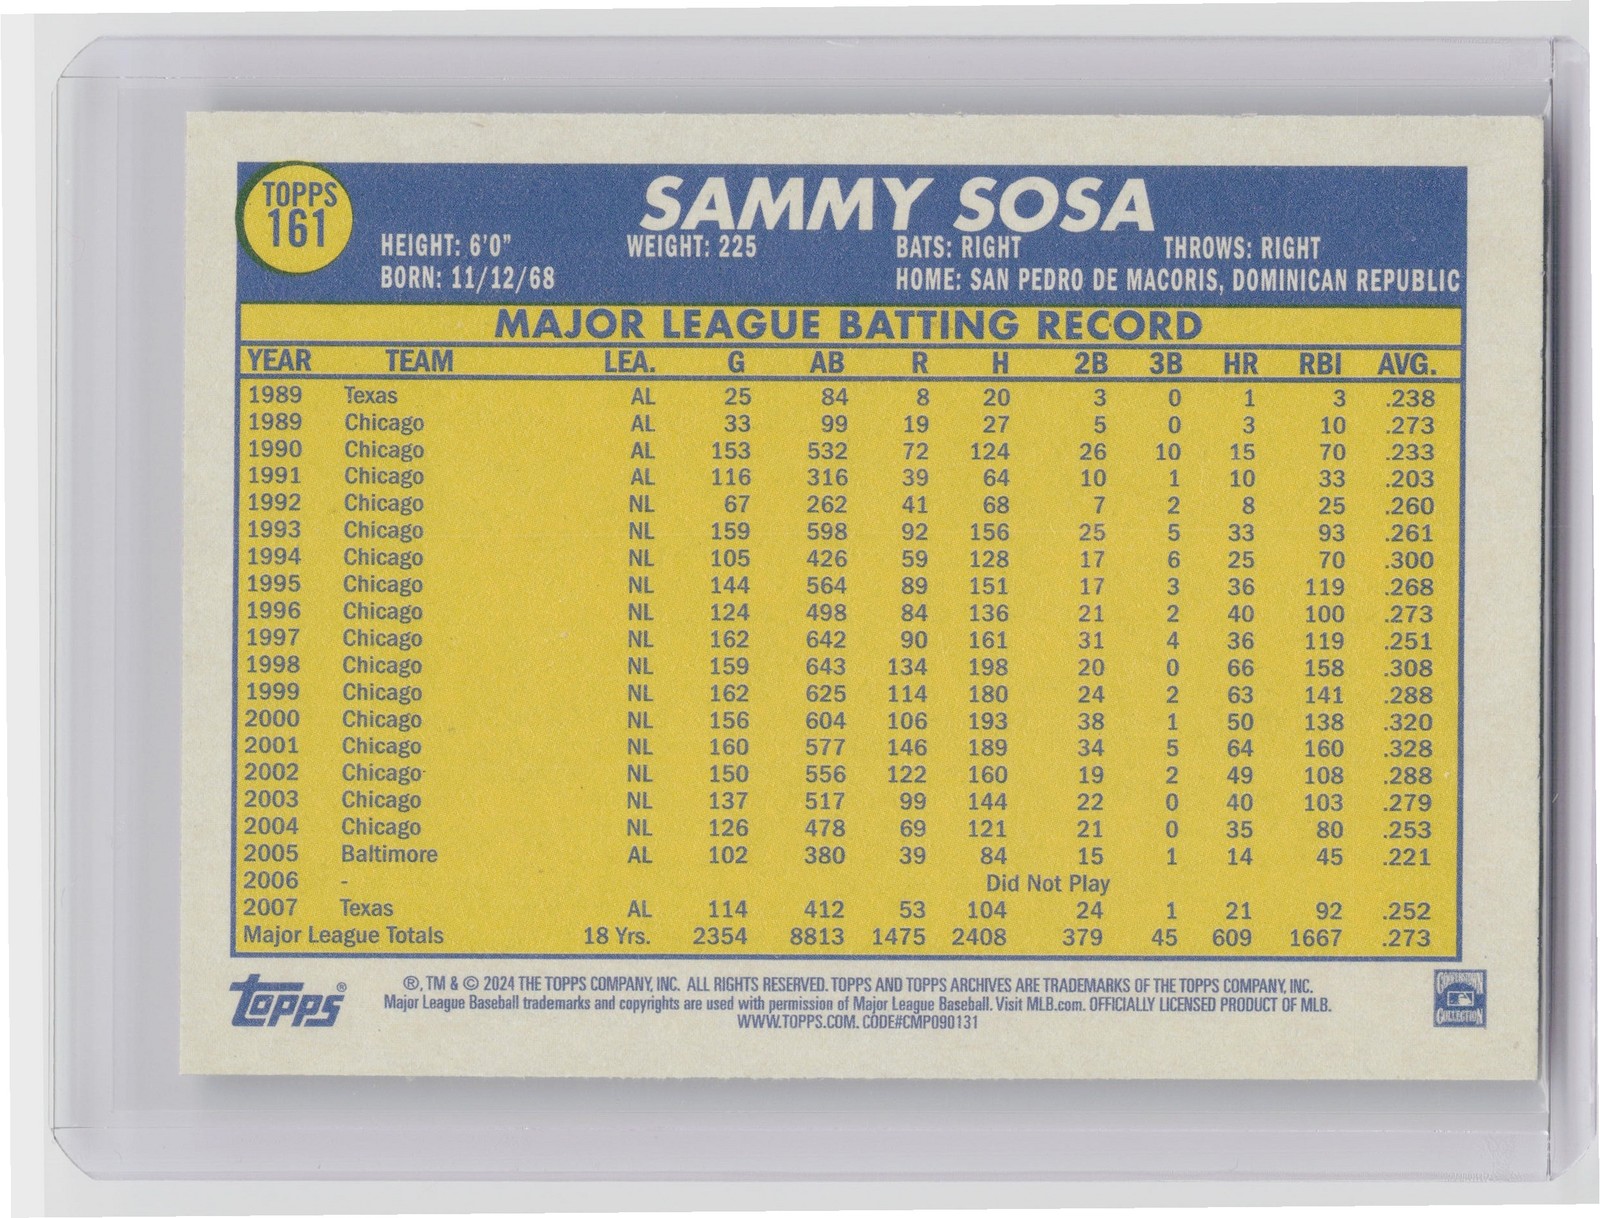 TOPPS
161
SAMMY SOSA
HEIGHT: 6'0" WEIGHT: 225 BATS: RIGHT THROWS: RIGHT
BORN: 11/12/68 HOME: SAN PEDRO DE MACORIS, DOMINICAN REPUBLIC
MAJOR LEAGUE BATTING RECORD
YEAR TEAM LEA. G AB R H 2B 3B HR RBI AVG.
1989 Texas AL 25 84 8 20 3 0 1 3 .238
1989 Chicago AL 33 99 19 27 5 0 3 10 .273
1990 Chicago AL 153 532 72 124 26 10 15 70 .233
1991 Chicago AL 116 316 39 64 10 1 10 33 .203
1992 Chicago NL 67 262 41 68 7 2 8 25 .260
1993 Chicago NL 159 598 92 156 25 5 33 93 .261
1994 Chicago NL 105 426 59 128 17 6 25 70 .300
1995 Chicago NL 144 564 89 151 17 3 36 119 .268
1996 Chicago NL 124 498 84 136 21 2 40 100 .273
1997 Chicago NL 162 642 90 161 31 4 36 119 .251
1998 Chicago NL 159 643 134 198 20 0 66 158 .308
1999 Chicago NL 162 625 114 180 24 2 63 141 .288
2000 Chicago NL 156 604 106 193 38 1 50 138 .320
2001 Chicago NL 160 577 146 189 34 5 64 160 .328
2002 Chicago NL 150 556 122 160 19 2 49 108 .288
2003 Chicago NL 137 517 99 144 22 0 40 103 .279
2004 Chicago NL 126 478 69 121 21 0 35 80 .253
2005 Baltimore AL 102 380 39 84 15 1 14 45 .221
2006 - Did Not Play
2007 Texas AL 114 412 53 104 24 1 21 92 .252
Major League Totals 18 Yrs. 2354 8813 1475 2408 379 45 609 1667 .273
topps®
®, TM & © 2024 THE TOPPS COMPANY, INC. ALL RIGHTS RESERVED. TOPPS AND TOPPS ARCHIVES ARE TRADEMARKS OF THE TOPPS COMPANY, INC.
Major League Baseball trademarks and copyrights are used with permission of Major League Baseball. Visit MLB.com. OFFICIALLY LICENSED PRODUCT OF MLB.
WWW.TOPPS.COM. CODE#CMP090131
COOPERSTOWN
COLLECTION